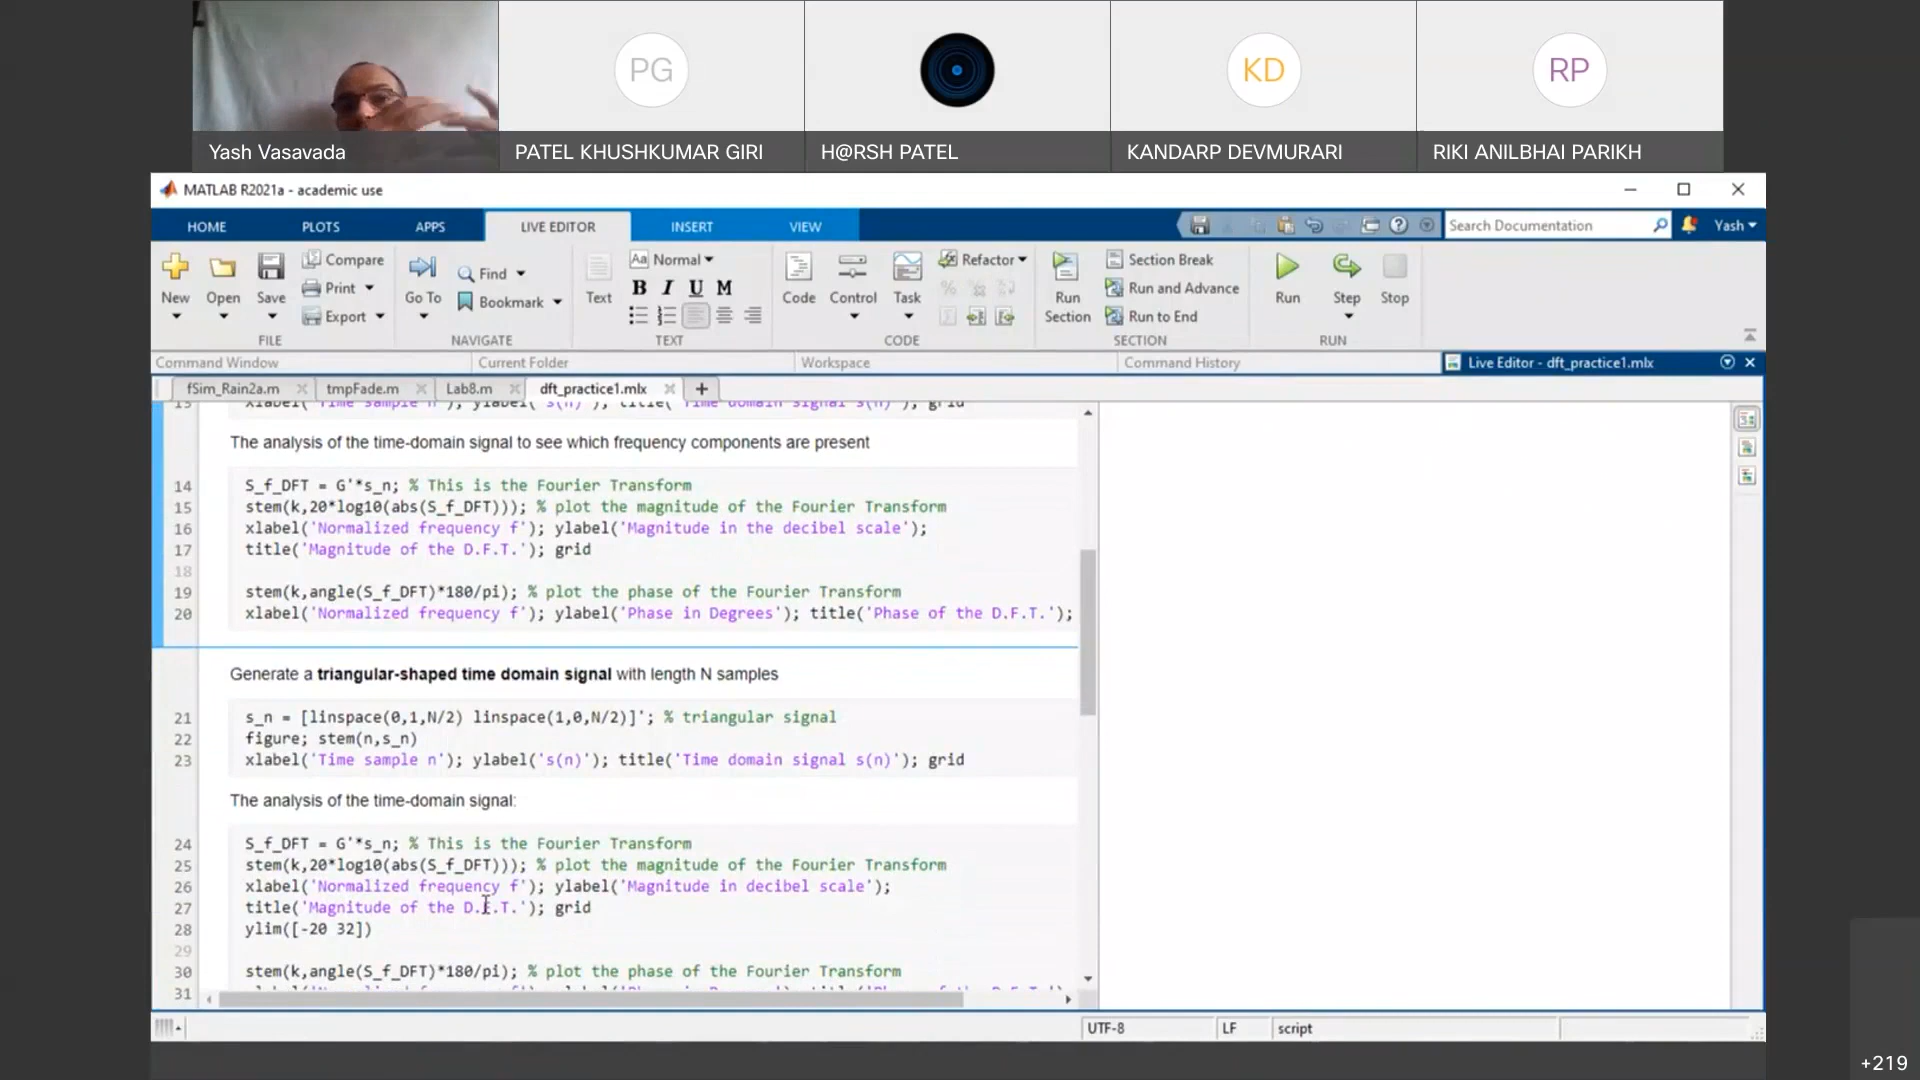 PG
KD
RP
Yash Vasavada
PATEL KHUSHKUMAR GIRI
H@RSH PATEL
KANDARP DEVMURARI
RIKI ANILBHAI PARIKH
MATLAB R2021a - academic use
HOME
PLOTS
APPS
LIVE EDITOR
INSERT
VIEW
Search Documentation
Yash
New
Open
Save
Compare
Print
Export
FILE
Go To
Find
Bookmark
NAVIGATE
Text
Aa Normal
B I U M
TEXT
Code
Control
Task
Refactor
CODE
Run Section
Section Break
Run and Advance
Run to End
SECTION
Run
Step
Stop
RUN
Command Window
Current Folder
Workspace
Command History
Live Editor - dft_practice1.mlx
fSim_Rain2a.m
tmpFade.m
Lab8.m
dft_practice1.mlx
13 xlabel('Time sample n'); ylabel('s(n)'); title('Time domain signal s(n)'); grid
The analysis of the time-domain signal to see which frequency components are present
14 S_f_DFT = G'*s_n; % This is the Fourier Transform
15 stem(k,20*log10(abs(S_f_DFT))); % plot the magnitude of the Fourier Transform
16 xlabel('Normalized frequency f'); ylabel('Magnitude in the decibel scale');
17 title('Magnitude of the D.F.T.'); grid
18
19 stem(k,angle(S_f_DFT)*180/pi); % plot the phase of the Fourier Transform
20 xlabel('Normalized frequency f'); ylabel('Phase in Degrees'); title('Phase of the D.F.T.');
Generate a triangular-shaped time domain signal with length N samples
21 s_n = [linspace(0,1,N/2) linspace(1,0,N/2)]'; % triangular signal
22 figure; stem(n,s_n)
23 xlabel('Time sample n'); ylabel('s(n)'); title('Time domain signal s(n)'); grid
The analysis of the time-domain signal:
24 S_f_DFT = G'*s_n; % This is the Fourier Transform
25 stem(k,20*log10(abs(S_f_DFT))); % plot the magnitude of the Fourier Transform
26 xlabel('Normalized frequency f'); ylabel('Magnitude in decibel scale');
27 title('Magnitude of the D.F.T.'); grid
28 ylim([-20 32])
29
30 stem(k,angle(S_f_DFT)*180/pi); % plot the phase of the Fourier Transform
31
UTF-8
LF
script
+219